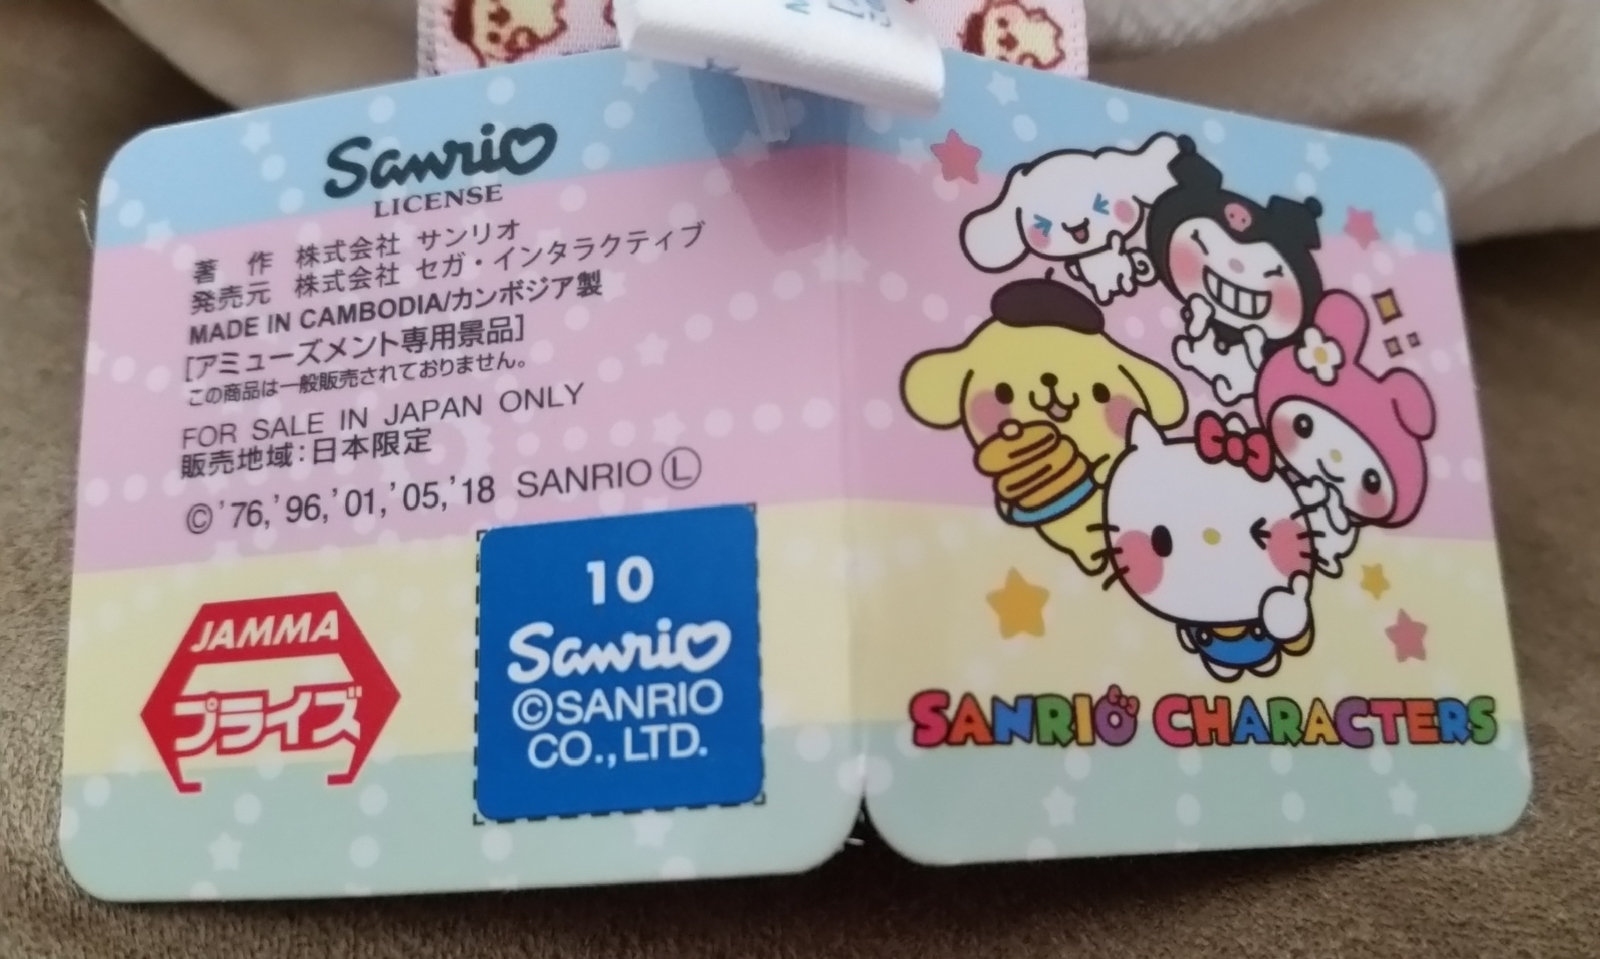 Sanrio
LICENSE
著 作 株式会社 サンリオ
発売元 株式会社 セガ・インタラクティブ
MADE IN CAMBODIA/カンボジア製
[アミューズメント専用景品]
この商品は一般販売されておりません。
FOR SALE IN JAPAN ONLY
販売地域:日本限定
©'76,'96,'01,'05,'18 SANRIO Ⓛ
JAMMA
プライズ
10
Sanrio
©SANRIO
CO.,LTD.
SANRIO CHARACTERS